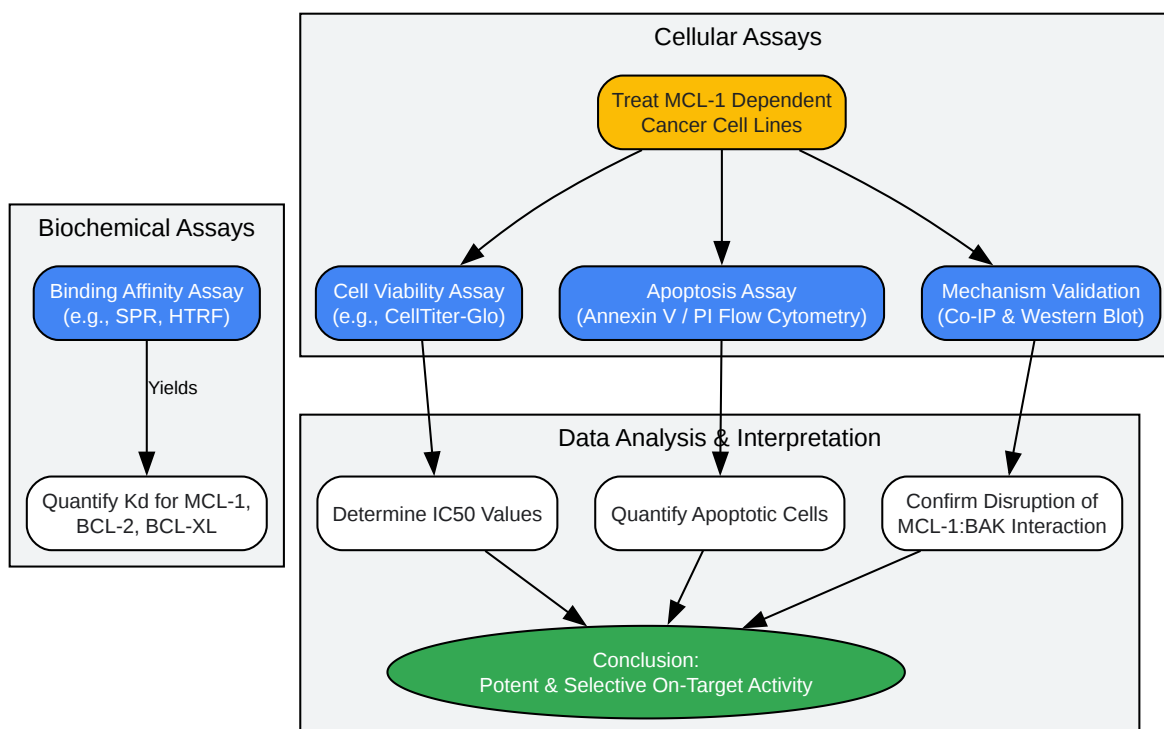 Cellular Assays
Treat MCL-1 Dependent
Cancer Cell Lines
Biochemical Assays
Binding Affinity Assay
(e.g., SPR, HTRF)
Cell Viability Assay
(e.g., CellTiter-Glo)
Apoptosis Assay
(Annexin V / PI Flow Cytometry)
Mechanism Validation
(Co-IP & Western Blot)
Yields
Data Analysis & Interpretation
Quantify Kd for MCL-1,
BCL-2, BCL-XL
Determine IC50 Values
Quantify Apoptotic Cells
Confirm Disruption of
MCL-1:BAK Interaction
Conclusion:
Potent & Selective On-Target Activity